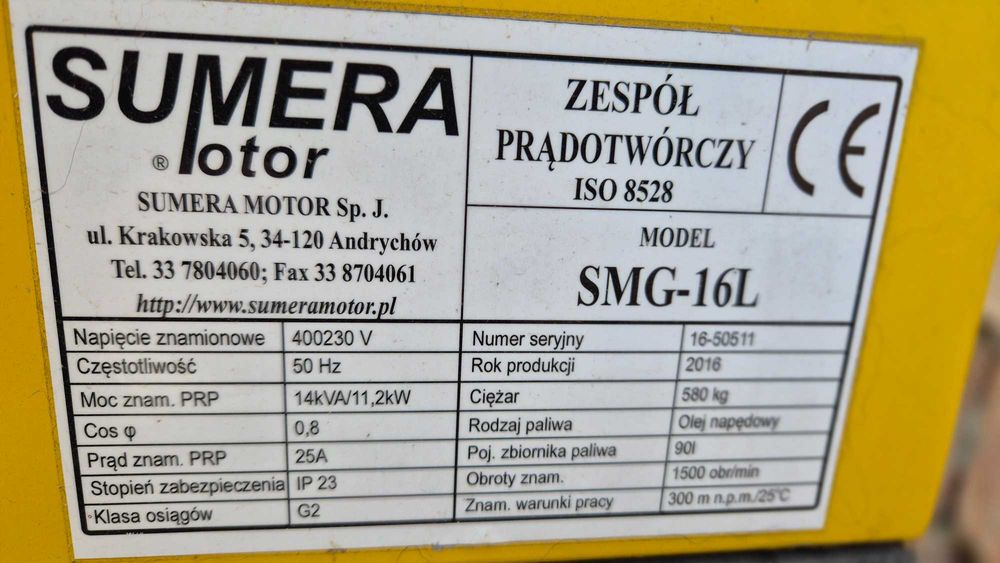 SUMERA
Motor
®
SUMERA MOTOR Sp. J.
ul. Krakowska 5, 34-120 Andrychów
Tel. 33 7804060; Fax 33 8704061
http://www.sumeramotor.pl
ZESPÓŁ
PRĄDOTWÓRCZY
ISO 8528
CE
MODEL
SMG-16L
Napięcie znamionowe 400230 V
Częstotliwość 50 Hz
Moc znam. PRP 14kVA/11,2kW
Cos φ 0,8
Prąd znam. PRP 25A
Stopień zabezpieczenia IP 23
Klasa osiągów G2
Numer seryjny 16-50511
Rok produkcji 2016
Ciężar 580 kg
Rodzaj paliwa Olej napędowy
Poj. zbiornika paliwa 90l
Obroty znam. 1500 obr/min
Znam. warunki pracy 300 m n.p.m./25°C